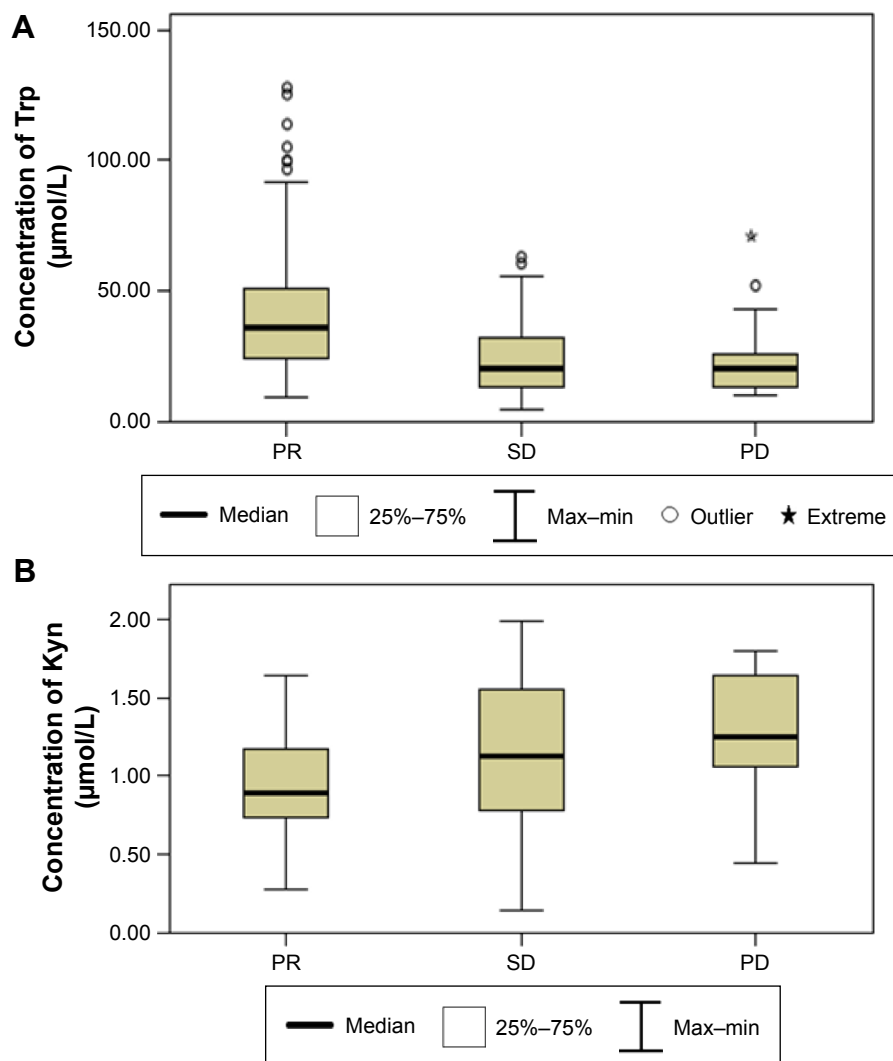 A
Concentration of Trp
(µmol/L)
150.00
100.00
50.00
0.00
PR SD PD
Median 25%–75% Max–min Outlier Extreme
B
Concentration of Kyn
(µmol/L)
2.00
1.50
1.00
0.50
0.00
PR SD PD
Median 25%–75% Max–min